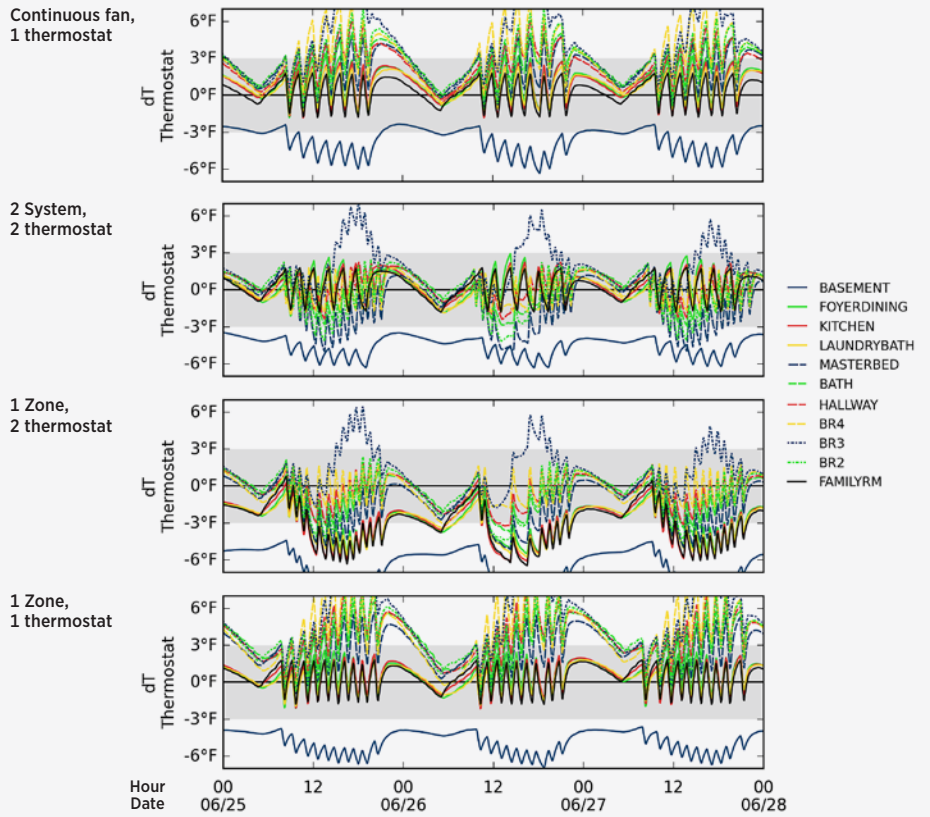 Continuous fan,
1 thermostat
6°F
3°F
0°F
-3°F
-6°F
dT
Thermostat
2 System,
2 thermostat
6°F
3°F
0°F
-3°F
-6°F
dT
Thermostat
BASEMENT
FOYERDINING
KITCHEN
LAUNDRYBATH
MASTERBED
BATH
HALLWAY
BR4
BR3
BR2
FAMILYRM
1 Zone,
2 thermostat
6°F
3°F
0°F
-3°F
-6°F
dT
Thermostat
1 Zone,
1 thermostat
6°F
3°F
0°F
-3°F
-6°F
dT
Thermostat
Hour 00 12 00 12 00 12 00
Date 06/25 06/26 06/27 06/28